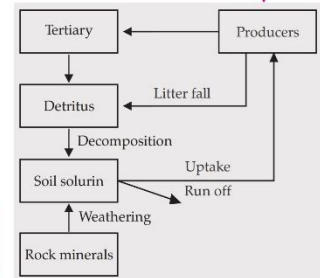 Tertiary
Producers
Litter fall
Detritus
Decomposition
Uptake
Soil solurin
Run off
Weathering
Rock minerals